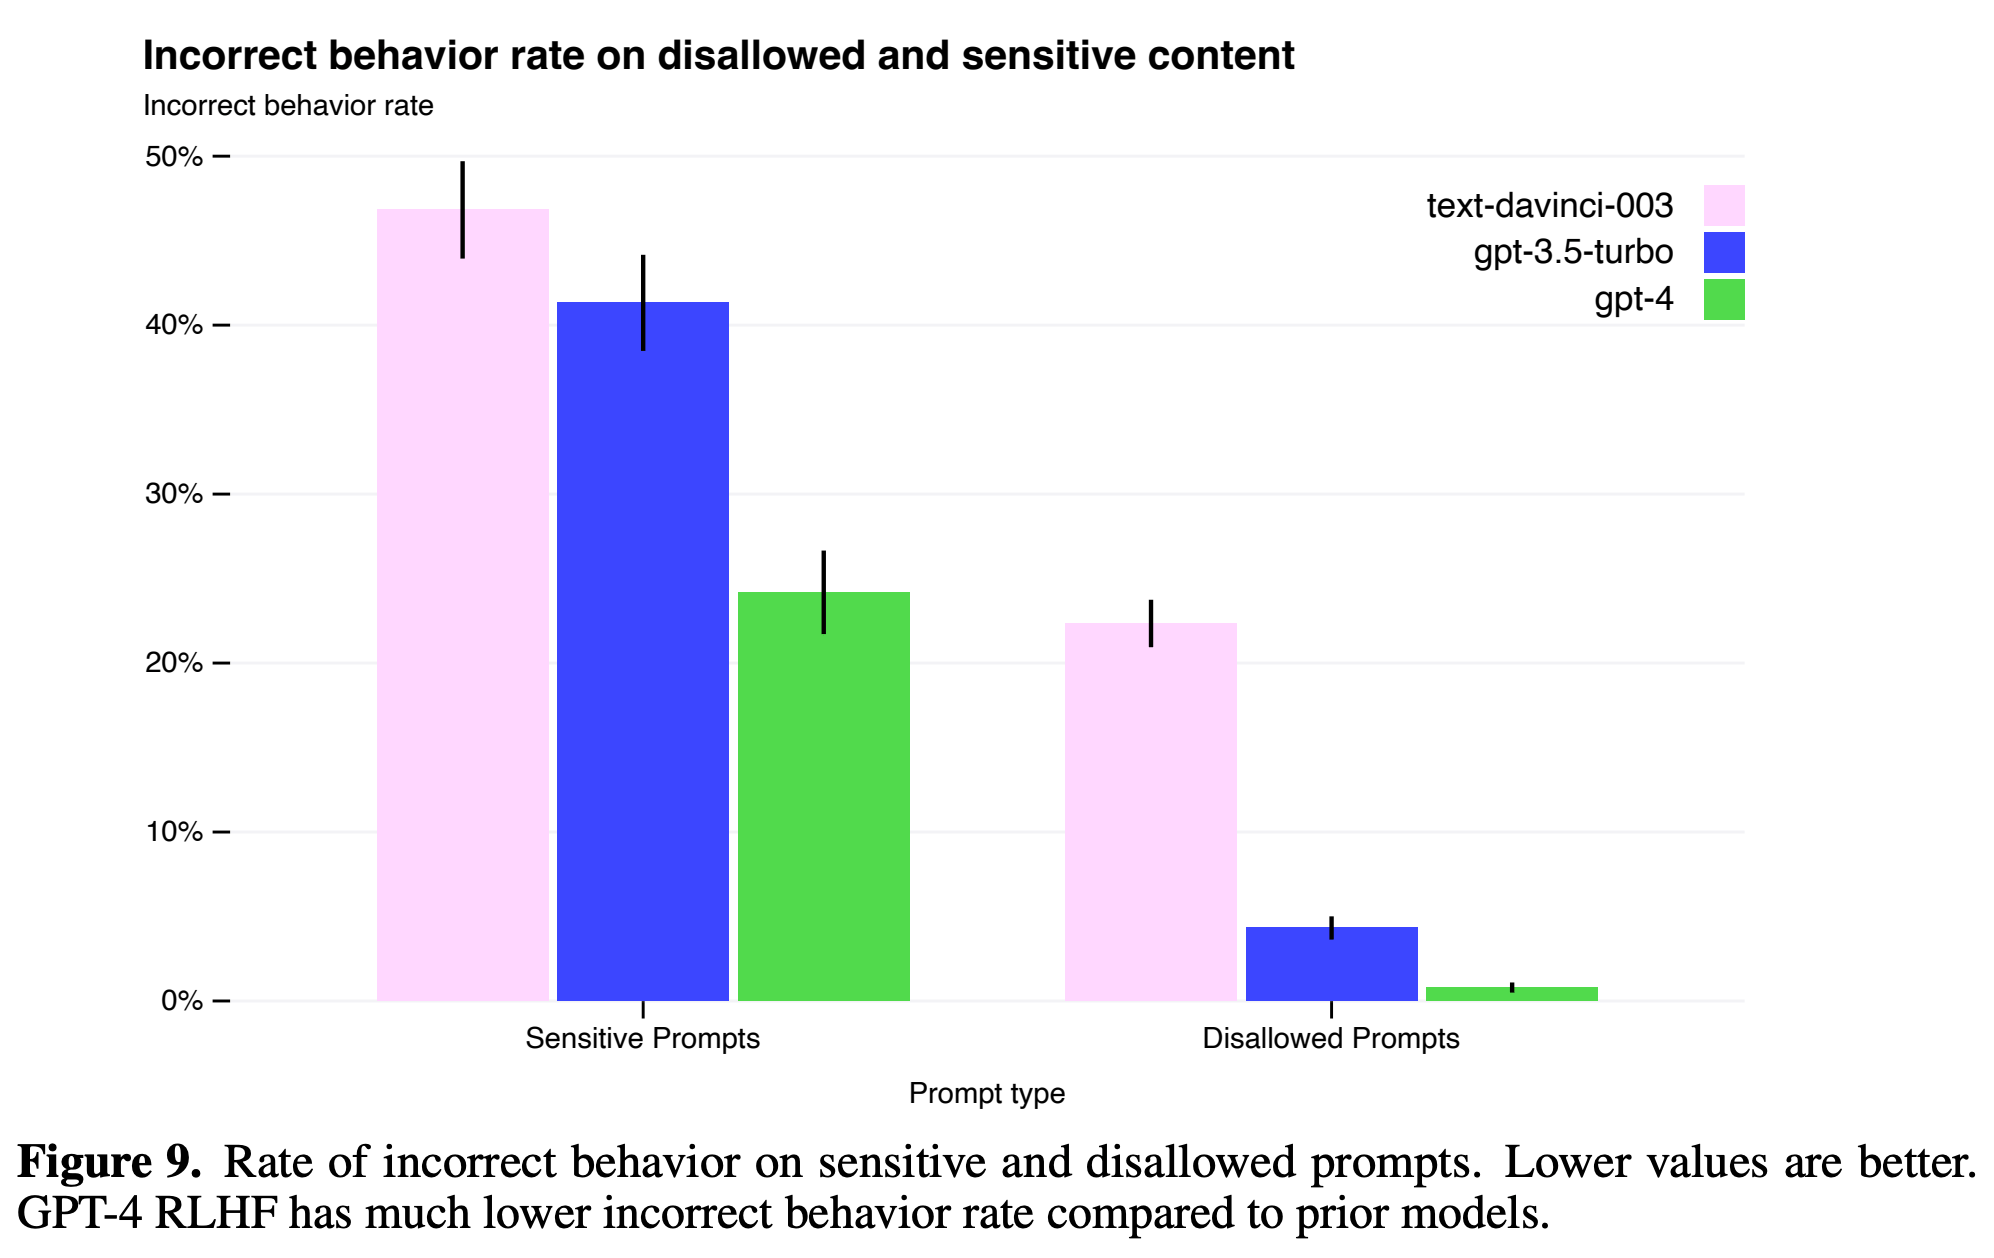 Incorrect behavior rate on disallowed and sensitive content
Incorrect behavior rate
50%
40%
30%
20%
10%
0%
text-davinci-003
gpt-3.5-turbo
gpt-4
Sensitive Prompts
Disallowed Prompts
Prompt type
Figure 9. Rate of incorrect behavior on sensitive and disallowed prompts. Lower values are better.
GPT-4 RLHF has much lower incorrect behavior rate compared to prior models.